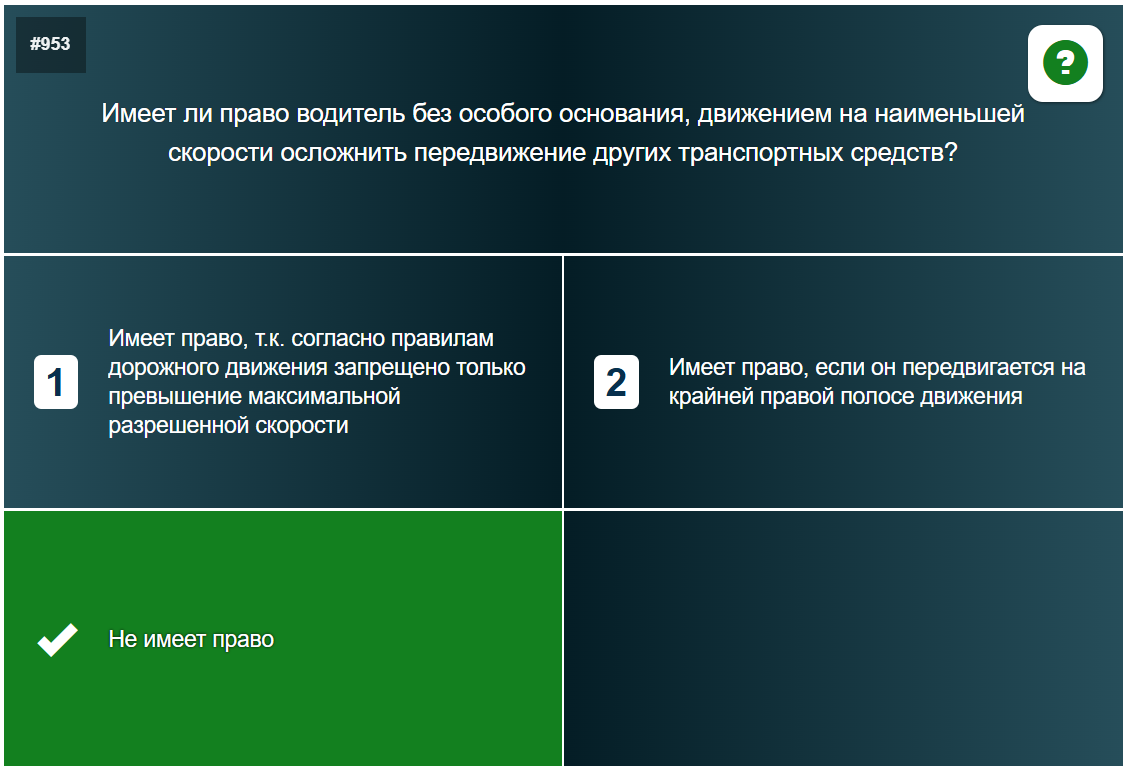 #953
?
Имеет ли право водитель без особого основания, движением на наименьшей
скорости осложнить передвижение других транспортных средств?
1
Имеет право, т.к. согласно правилам
дорожного движения запрещено только
превышение максимальной
разрешенной скорости
2
Имеет право, если он передвигается на
крайней правой полосе движения
Не имеет право